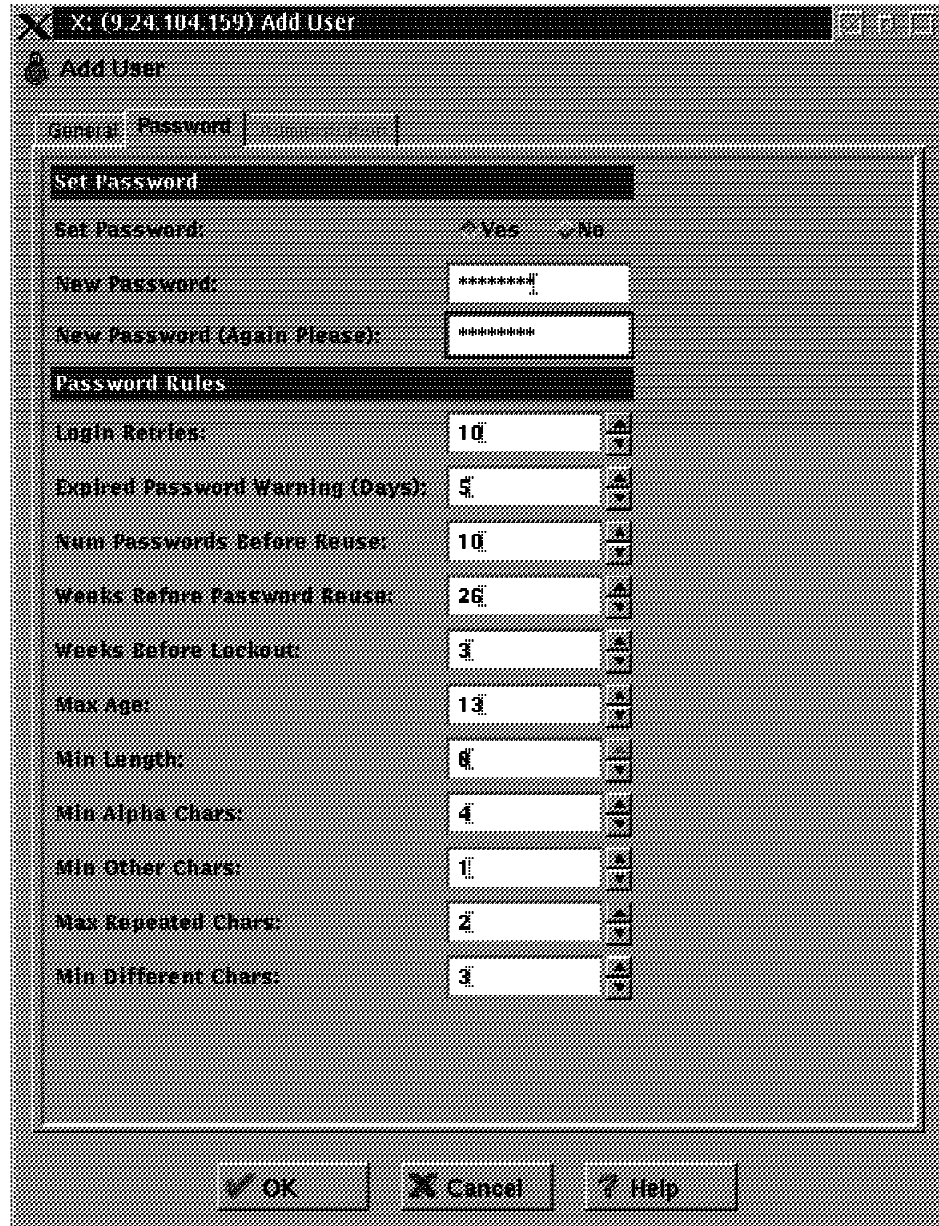 X: (9.24.104.159) Add User
Add User
General Password Administration
Set Password
Set Password: Yes No
New Password: ********
New Password (Again Please): ********
Password Rules
Login Retries: 10
Expired Password Warning (Days): 5
Num Passwords Before Reuse: 10
Weeks Before Password Reuse: 26
Weeks Before Lockout: 3
Max Age: 13
Min Length:
Min Alpha Chars: 4
Min Other Chars: 1
Max Repeated Chars: 2
Min Different Chars: 3
OK Cancel Help